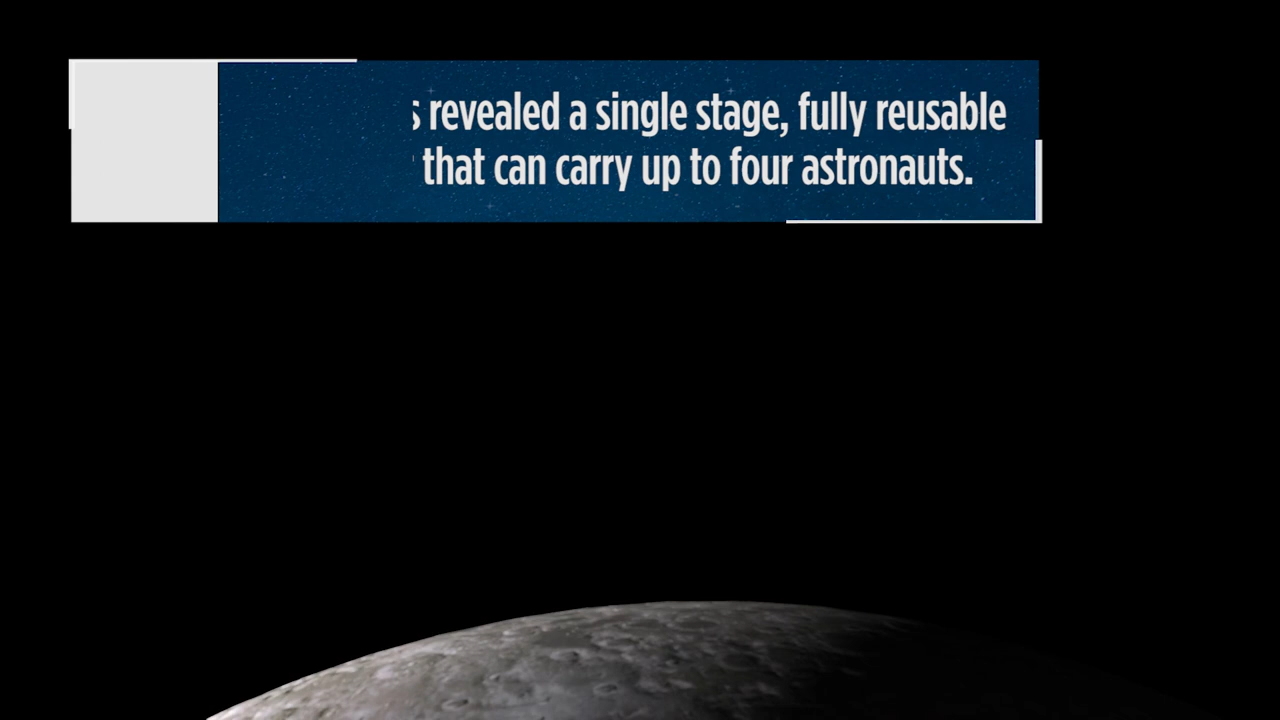 revealed a single stage, fully reusable
that can carry up to four astronauts.